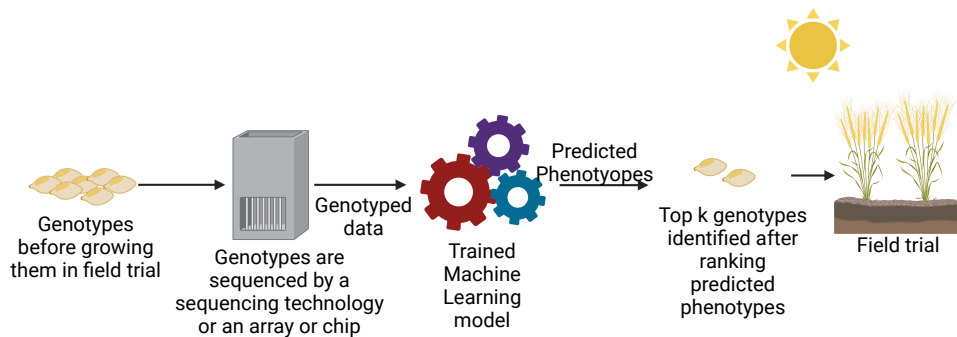 Genotypes
before growing
them in field trial
Genotypes are
sequenced by a
sequencing technology
or an array or chip
Genotyped
data
Trained
Machine
Learning
model
Predicted
Phenotyopes
Top k genotypes
identified after
ranking
predicted
phenotypes
Field trial